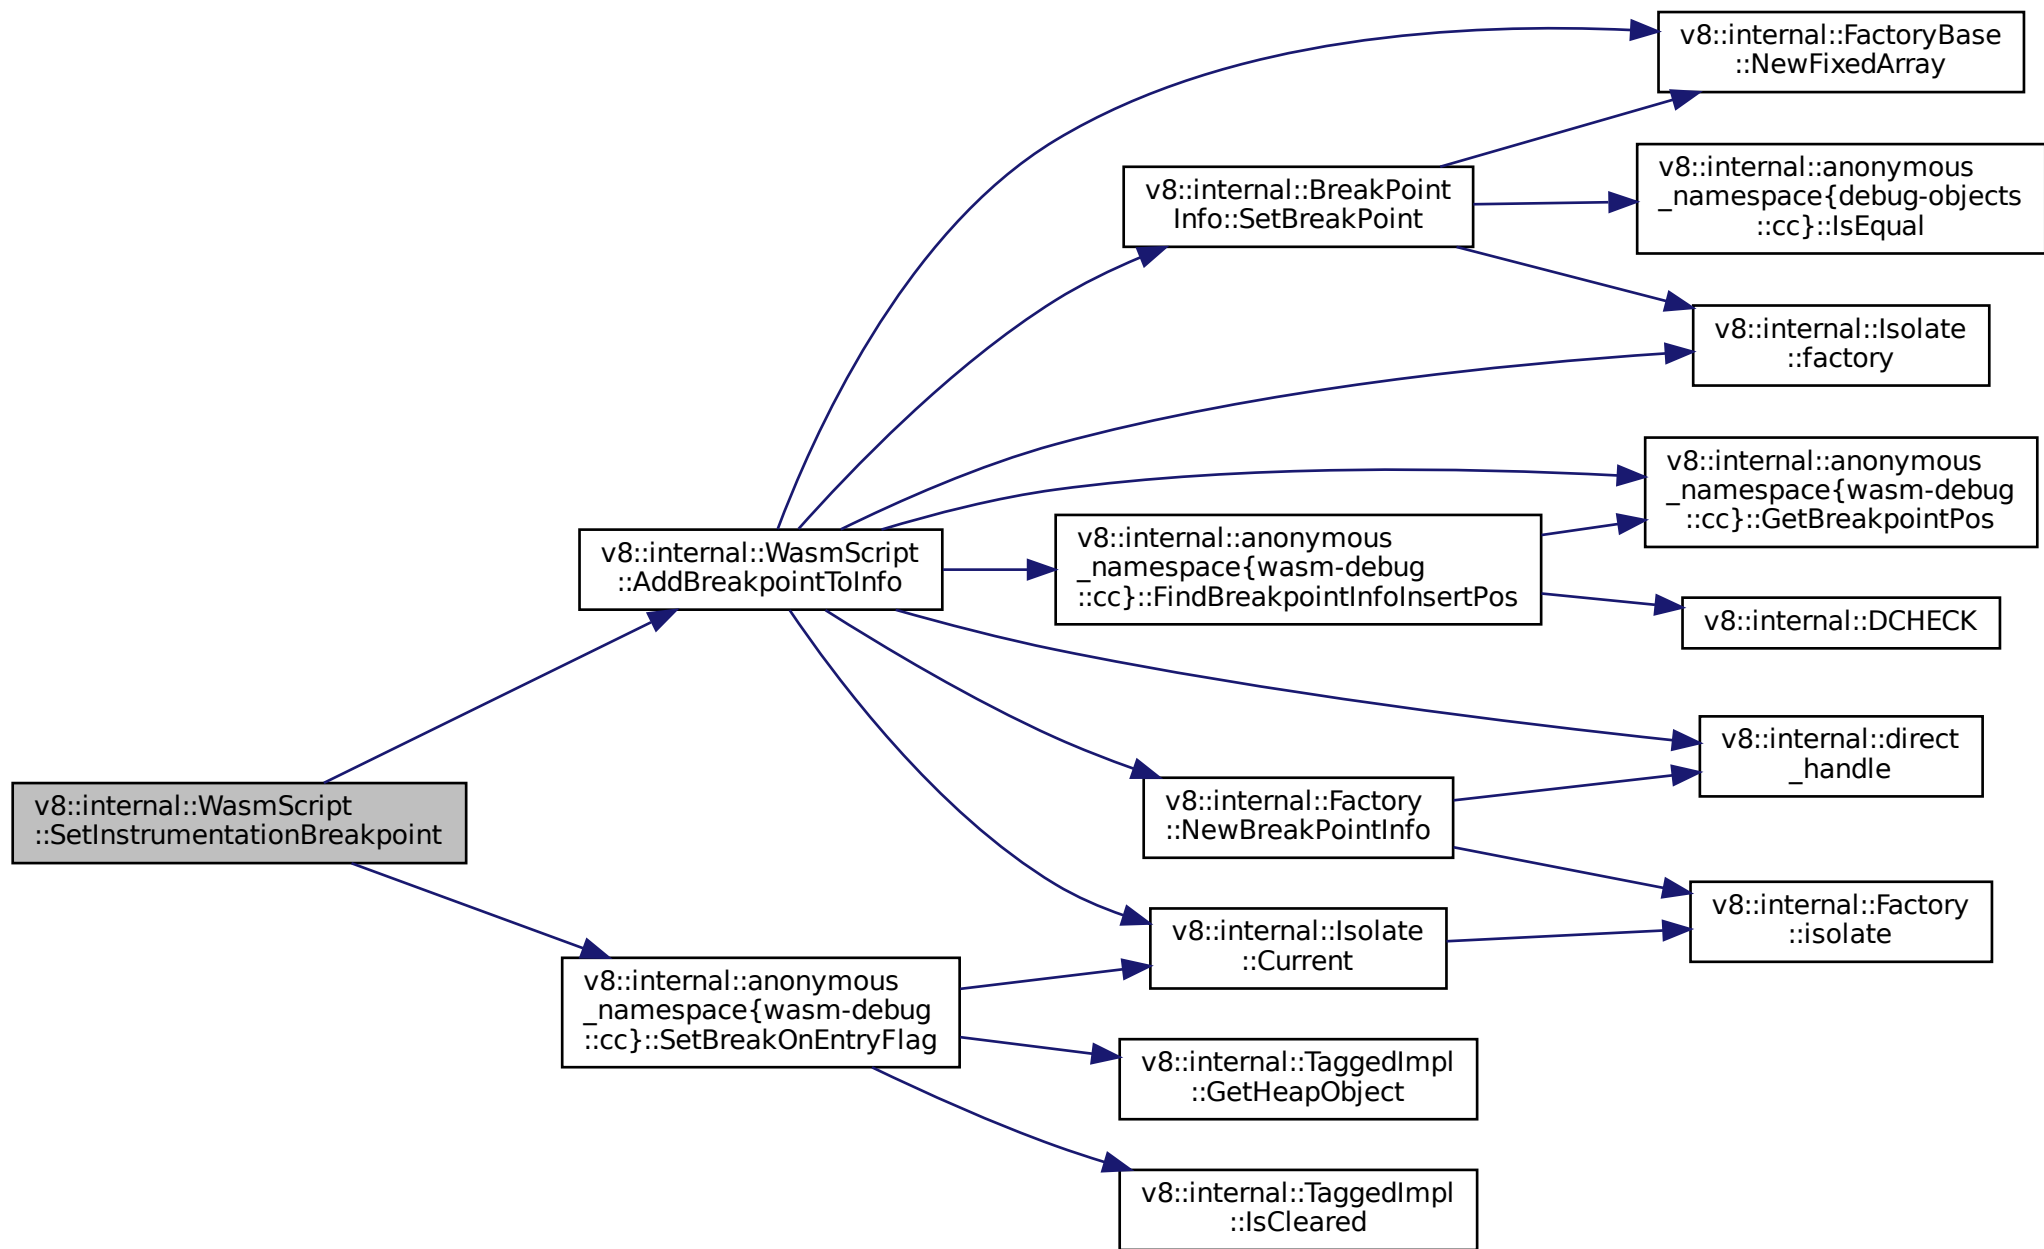 v8::internal::FactoryBase
::NewFixedArray
v8::internal::BreakPoint
Info::SetBreakPoint
v8::internal::anonymous
_namespace{debug-objects
::cc}::IsEqual
v8::internal::Isolate
::factory
v8::internal::anonymous
_namespace{wasm-debug
::cc}::GetBreakpointPos
v8::internal::WasmScript
::AddBreakpointToInfo
v8::internal::anonymous
_namespace{wasm-debug
::cc}::FindBreakpointInfoInsertPos
v8::internal::DCHECK
v8::internal::direct
_handle
v8::internal::WasmScript
::SetInstrumentationBreakpoint
v8::internal::Factory
::NewBreakPointInfo
v8::internal::Factory
::isolate
v8::internal::Isolate
::Current
v8::internal::anonymous
_namespace{wasm-debug
::cc}::SetBreakOnEntryFlag
v8::internal::TaggedImpl
::GetHeapObject
v8::internal::TaggedImpl
::IsCleared